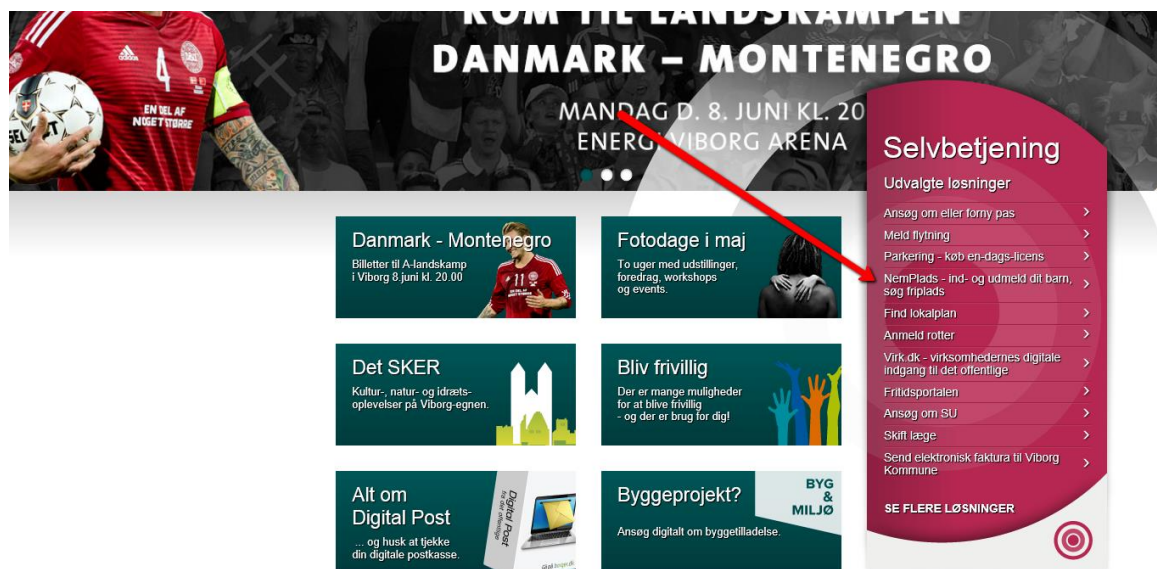 KOM TIL LANDSKAMPEN
DANMARK – MONTENEGRO
MANDAG D. 8. JUNI KL. 20
ENERGI VIBORG ARENA
4
EN DEL AF
NOGET STØRRE
SELECT
Selvbetjening
Udvalgte løsninger
Ansøg om eller forny pas
Meld flytning
Parkering - køb en-dags-licens
NemPlads - ind- og udmeld dit barn,
søg friplads
Find lokalplan
Anmeld rotter
Virk.dk - virksomhedernes digitale
indgang til det offentlige
Fritidsportalen
Ansøg om SU
Skift læge
Send elektronisk faktura til Viborg
Kommune
SE FLERE LØSNINGER
Danmark - Montenegro
Billetter til A-landskamp
i Viborg 8.juni kl. 20.00
11
Fotodage i maj
To uger med udstillinger,
foredrag, workshops
og events.
Det SKER
Kultur-, natur- og idræts-
oplevelser på Viborg-egnen.
Bliv frivillig
Der er mange muligheder
for at blive frivillig
- og der er brug for dig!
Alt om
Digital Post
... og husk at tjekke
din digitale postkasse.
Digital Post
fra det offentlige
Byggeprojekt?
Ansøg digitalt om byggetilladelse.
BYG
&
MILJØ